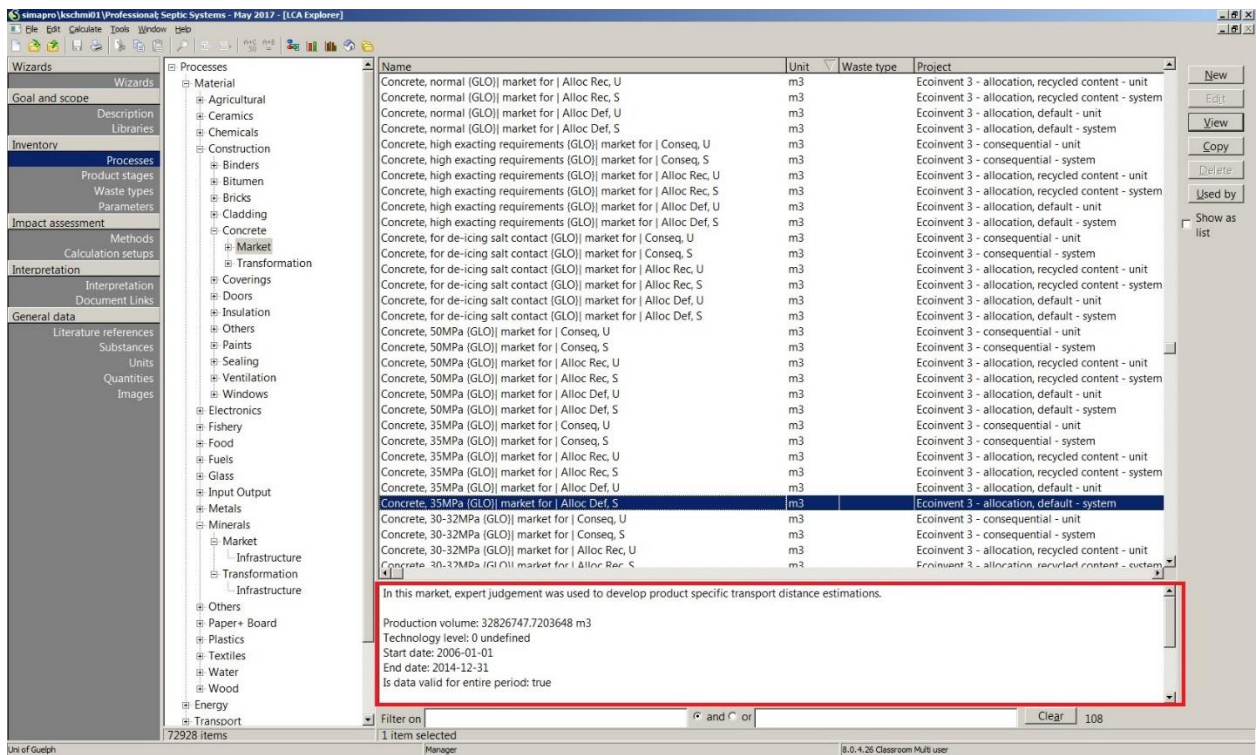 simapro\kschmi01\Professional; Septic Systems - May 2017 - [LCA Explorer]
File Edit Calculate Tools Window Help
Wizards
Wizards
Goal and scope
Description
Libraries
Inventory
Processes
Product stages
Waste types
Parameters
Impact assessment
Methods
Calculation setups
Interpretation
Interpretation
Document Links
General data
Literature references
Substances
Units
Quantities
Images
Processes
Material
Agricultural
Ceramics
Chemicals
Construction
Binders
Bitumen
Bricks
Cladding
Concrete
Market
Transformation
Coverings
Doors
Insulation
Others
Paints
Sealing
Ventilation
Windows
Electronics
Fishery
Food
Fuels
Glass
Input Output
Metals
Minerals
Market
Infrastructure
Transformation
Infrastructure
Others
Paper+ Board
Plastics
Textiles
Water
Wood
Energy
Transport
72928 items
Name Unit Waste type Project
Concrete, normal {GLO}| market for | Alloc Rec, U m3 Ecoinvent 3 - allocation, recycled content - unit
Concrete, normal {GLO}| market for | Alloc Rec, S m3 Ecoinvent 3 - allocation, recycled content - system
Concrete, normal {GLO}| market for | Alloc Def, U m3 Ecoinvent 3 - allocation, default - unit
Concrete, normal {GLO}| market for | Alloc Def, S m3 Ecoinvent 3 - allocation, default - system
Concrete, high exacting requirements {GLO}| market for | Conseq, U m3 Ecoinvent 3 - consequential - unit
Concrete, high exacting requirements {GLO}| market for | Conseq, S m3 Ecoinvent 3 - consequential - system
Concrete, high exacting requirements {GLO}| market for | Alloc Rec, U m3 Ecoinvent 3 - allocation, recycled content - unit
Concrete, high exacting requirements {GLO}| market for | Alloc Rec, S m3 Ecoinvent 3 - allocation, recycled content - system
Concrete, high exacting requirements {GLO}| market for | Alloc Def, U m3 Ecoinvent 3 - allocation, default - unit
Concrete, high exacting requirements {GLO}| market for | Alloc Def, S m3 Ecoinvent 3 - allocation, default - system
Concrete, for de-icing salt contact {GLO}| market for | Conseq, U m3 Ecoinvent 3 - consequential - unit
Concrete, for de-icing salt contact {GLO}| market for | Conseq, S m3 Ecoinvent 3 - consequential - system
Concrete, for de-icing salt contact {GLO}| market for | Alloc Rec, U m3 Ecoinvent 3 - allocation, recycled content - unit
Concrete, for de-icing salt contact {GLO}| market for | Alloc Rec, S m3 Ecoinvent 3 - allocation, recycled content - system
Concrete, for de-icing salt contact {GLO}| market for | Alloc Def, U m3 Ecoinvent 3 - allocation, default - unit
Concrete, for de-icing salt contact {GLO}| market for | Alloc Def, S m3 Ecoinvent 3 - allocation, default - system
Concrete, 50MPa {GLO}| market for | Conseq, U m3 Ecoinvent 3 - consequential - unit
Concrete, 50MPa {GLO}| market for | Conseq, S m3 Ecoinvent 3 - consequential - system
Concrete, 50MPa {GLO}| market for | Alloc Rec, U m3 Ecoinvent 3 - allocation, recycled content - unit
Concrete, 50MPa {GLO}| market for | Alloc Rec, S m3 Ecoinvent 3 - allocation, recycled content - system
Concrete, 50MPa {GLO}| market for | Alloc Def, U m3 Ecoinvent 3 - allocation, default - unit
Concrete, 50MPa {GLO}| market for | Alloc Def, S m3 Ecoinvent 3 - allocation, default - system
Concrete, 35MPa {GLO}| market for | Conseq, U m3 Ecoinvent 3 - consequential - unit
Concrete, 35MPa {GLO}| market for | Conseq, S m3 Ecoinvent 3 - consequential - system
Concrete, 35MPa {GLO}| market for | Alloc Rec, U m3 Ecoinvent 3 - allocation, recycled content - unit
Concrete, 35MPa {GLO}| market for | Alloc Rec, S m3 Ecoinvent 3 - allocation, recycled content - system
Concrete, 35MPa {GLO}| market for | Alloc Def, U m3 Ecoinvent 3 - allocation, default - unit
Concrete, 35MPa {GLO}| market for | Alloc Def, S m3 Ecoinvent 3 - allocation, default - system
Concrete, 30-32MPa {GLO}| market for | Conseq, U m3 Ecoinvent 3 - consequential - unit
Concrete, 30-32MPa {GLO}| market for | Conseq, S m3 Ecoinvent 3 - consequential - system
Concrete, 30-32MPa {GLO}| market for | Alloc Rec, U m3 Ecoinvent 3 - allocation, recycled content - unit
Concrete, 30-32MPa {GLO}| market for | Alloc Rec, S m3 Ecoinvent 3 - allocation, recycled content - system
In this market, expert judgement was used to develop product specific transport distance estimations.
Production volume: 32826747.7203648 m3
Technology level: 0 undefined
Start date: 2006-01-01
End date: 2014-12-31
Is data valid for entire period: true
Filter on and or Clear 108
1 item selected
New
Edit
View
Copy
Delete
Used by
Show as
list
Uni of Guelph Manager 8.0.4.26 Classroom Multi user